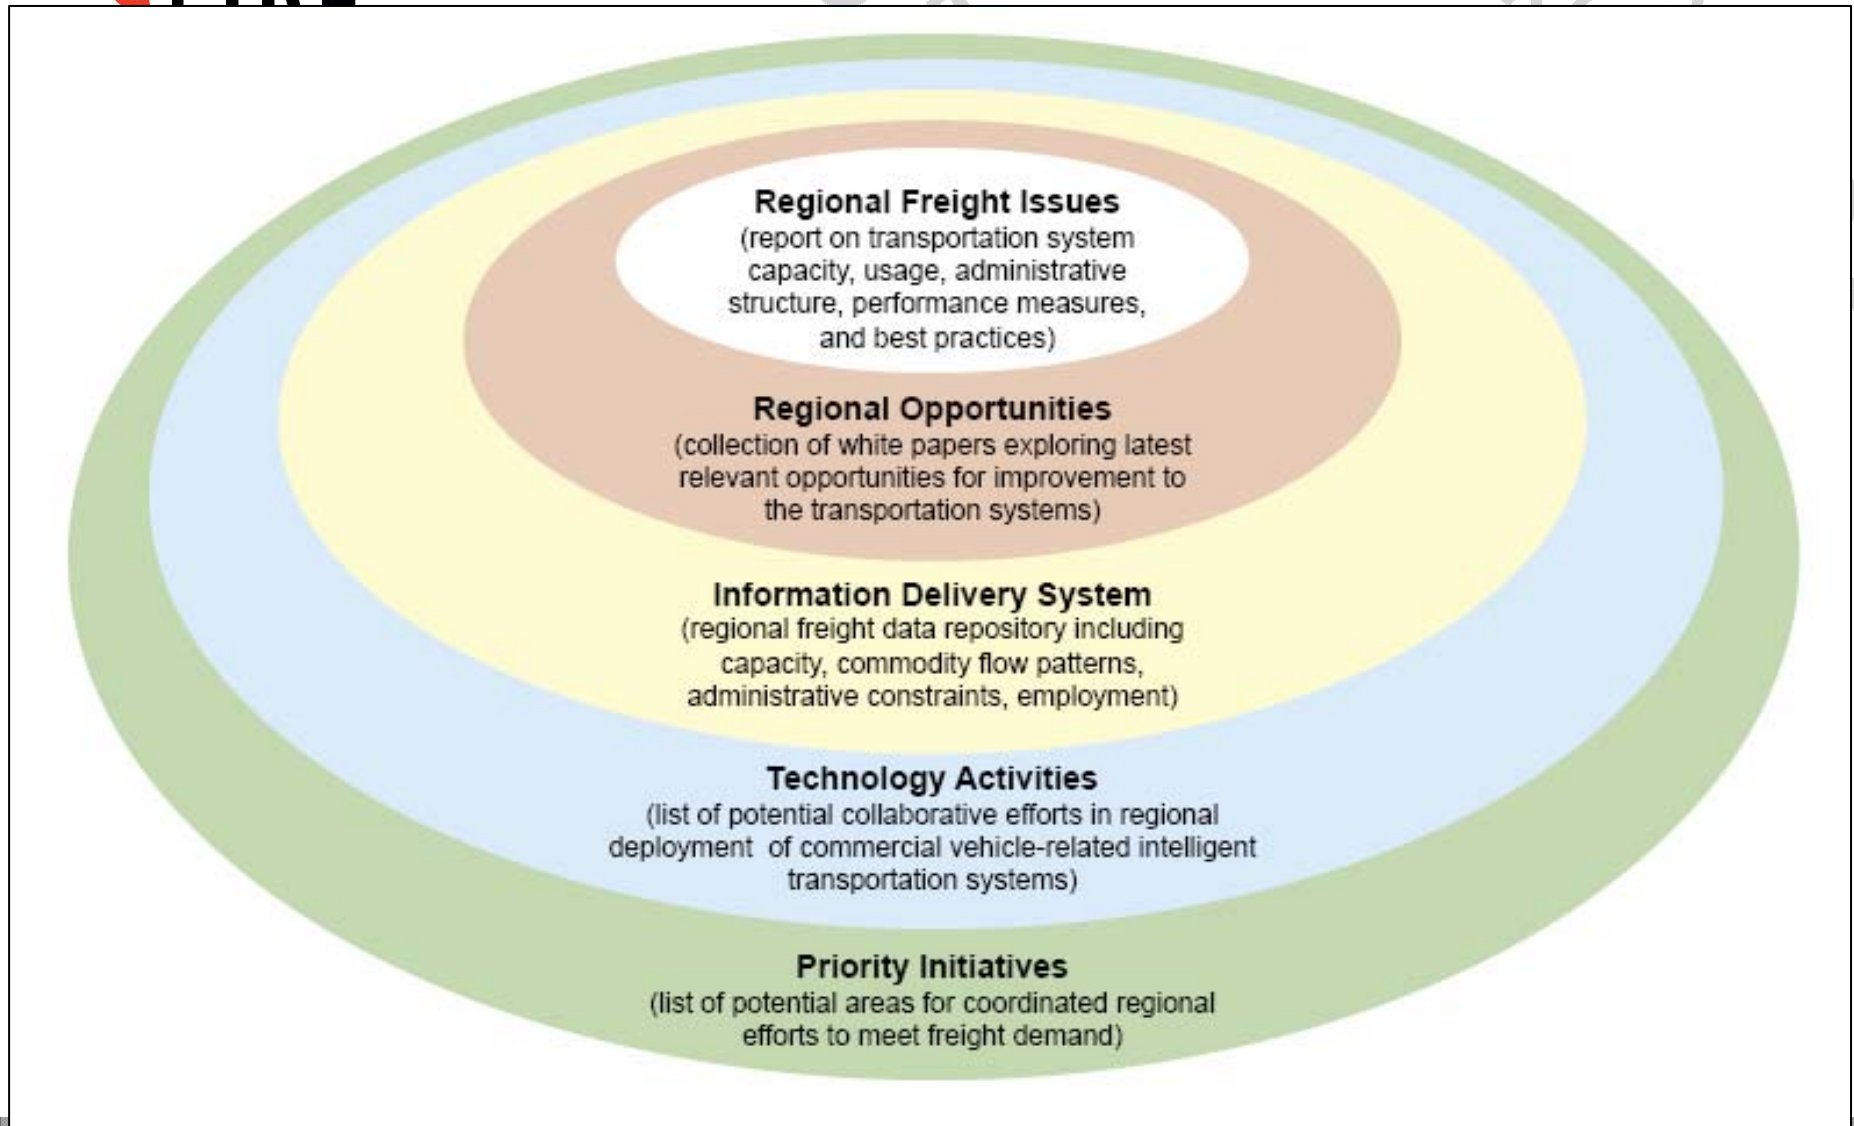 Regional Freight Issues
(report on transportation system
capacity, usage, administrative
structure, performance measures,
and best practices)
Regional Opportunities
(collection of white papers exploring latest
relevant opportunities for improvement to
the transportation systems)
Information Delivery System
(regional freight data repository including
capacity, commodity flow patterns,
administrative constraints, employment)
Technology Activities
(list of potential collaborative efforts in regional
deployment  of commercial vehicle-related intelligent
transportation systems)
Priority Initiatives
(list of potential areas for coordinated regional
efforts to meet freight demand)